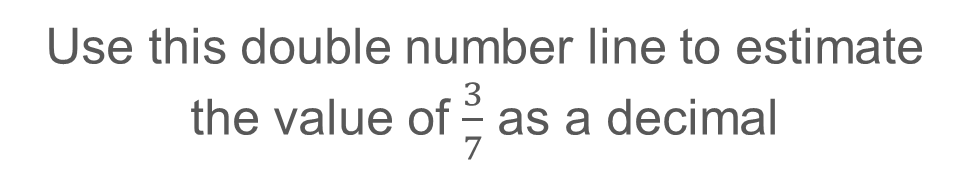 Use this double number line to estimate
the value of 3/7 as a decimal